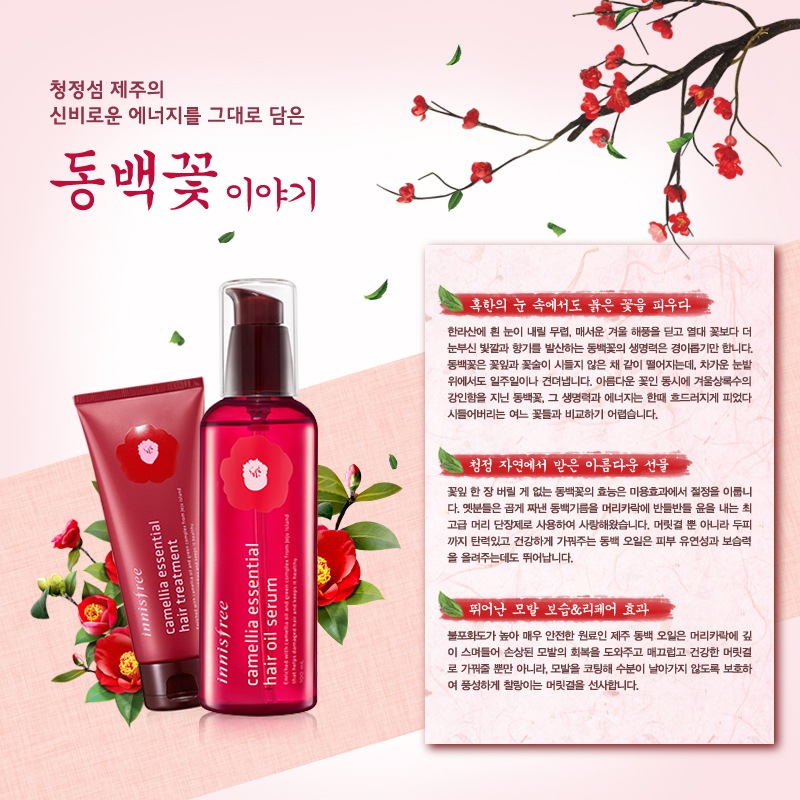 청정섬 제주의
신비로운 에너지를 그대로 담은
동백꽃 이야기
혹한의 눈 속에서도 붉은 꽃을 피우다
한라산에 흰 눈이 내릴 무렵, 매서운 겨울 해풍을 딛고 열대 꽃보다 더
눈부신 빛깔과 향기를 발산하는 동백꽃의 생명력은 경이롭기만 합니다.
동백꽃은 꽃잎과 꽃술이 시들지 않은 채 같이 떨어지는데, 차가운 눈밭
위에서도 일주일이나 견뎌냅니다. 아름다운 꽃인 동시에 겨울상록수의
강인함을 지닌 동백꽃, 그 생명력과 에너지는 한때 흐드러지게 피었다
시들어버리는 여느 꽃들과 비교하기 어렵습니다.
청정 자연에서 받은 아름다운 선물
꽃잎 한 장 버릴 게 없는 동백꽃의 효능은 미용효과에서 절정을 이룹니
다. 옛분들은 곱게 짜낸 동백기름을 머리카락에 반들반들 윤을 내는 최
고급 머리 단장제로 사용하여 사랑해왔습니다. 머릿결 뿐 아니라 두피
까지 탄력있고 건강하게 가꿔주는 동백 오일은 피부 유연성과 보습력
을 올려주는데도 뛰어납니다.
뛰어난 모발 보습&리페어 효과
불포화도가 높아 매우 안전한 원료인 제주 동백 오일은 머리카락에 깊
이 스며들어 손상된 모발의 회복을 도와주고 매끄럽고 건강한 머릿결
로 가꿔줄 뿐만 아니라, 모발을 코팅해 수분이 날아가지 않도록 보호하
여 풍성하게 찰랑이는 머릿결을 선사합니다.
innisfree
camellia essential
hair treatment
innisfree
camellia essential
hair oil serum
Enriched with camellia oil and green complex from Jeju Island
that helps damaged hair and keeps it healthy
100 mL